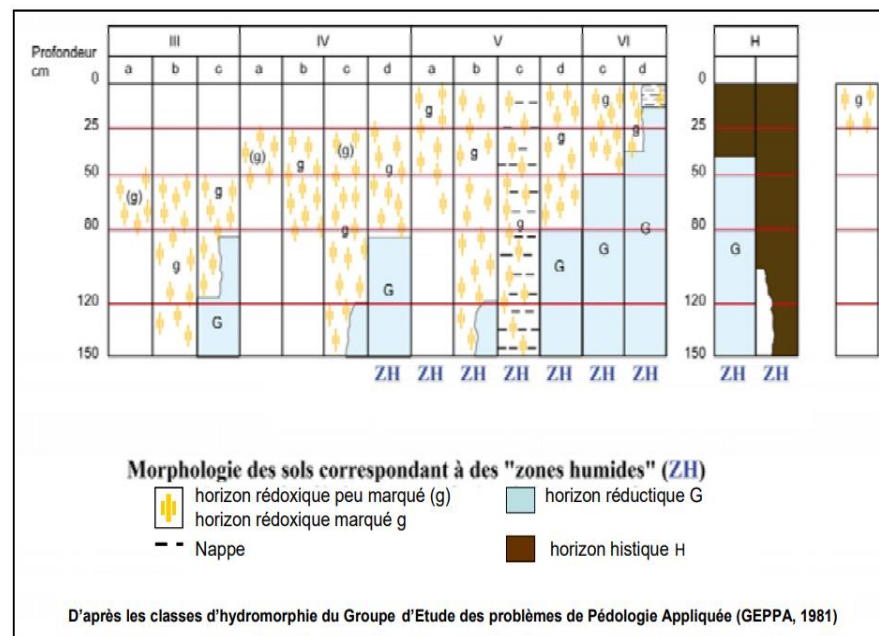 Profondeur
cm
III IV V VI H
a b c a b c d a b c d c d
0 0
25 25
50 50
80 80
120 120
150 150
(g) g g g G
(g) g (g) g g G
g g g g g G
g G g G
G
g
ZH ZH ZH ZH ZH ZH ZH ZH ZH
Morphologie des sols correspondant à des "zones humides" (ZH)
horizon rédoxique peu marqué (g)
horizon rédoxique marqué g
Nappe
horizon réductique G
horizon histique H
D'après les classes d'hydromorphie du Groupe d'Etude des problèmes de Pédologie Appliquée (GEPPA, 1981)